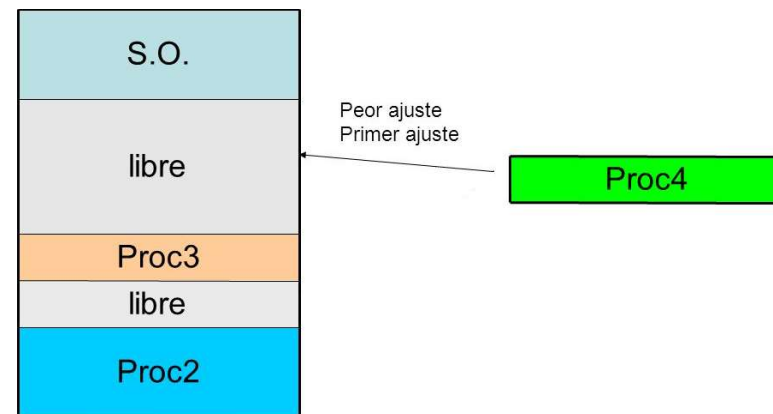 S.O.
Peor ajuste
Primer ajuste
libre
Proc4
Proc3
libre
Proc2